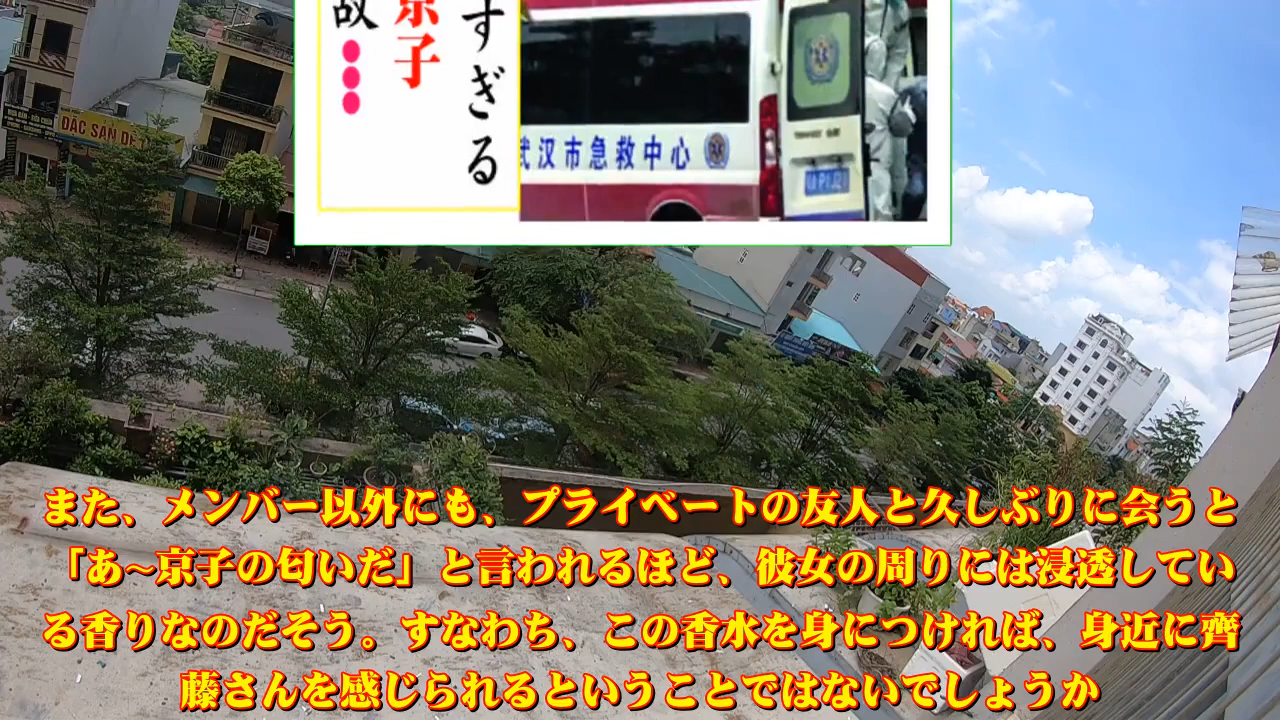 すぎる
京子
故●●●
武汉市急救中心
ĐẶC SẢN DÊ
また、メンバー以外にも、プライベートの友人と久しぶりに会うと
「あ~京子の匂いだ」と言われるほど、彼女の周りには浸透してい
る香りなのだそう。すなわち、この香水を身につければ、身近に齊
藤さんを感じられるということではないでしょうか